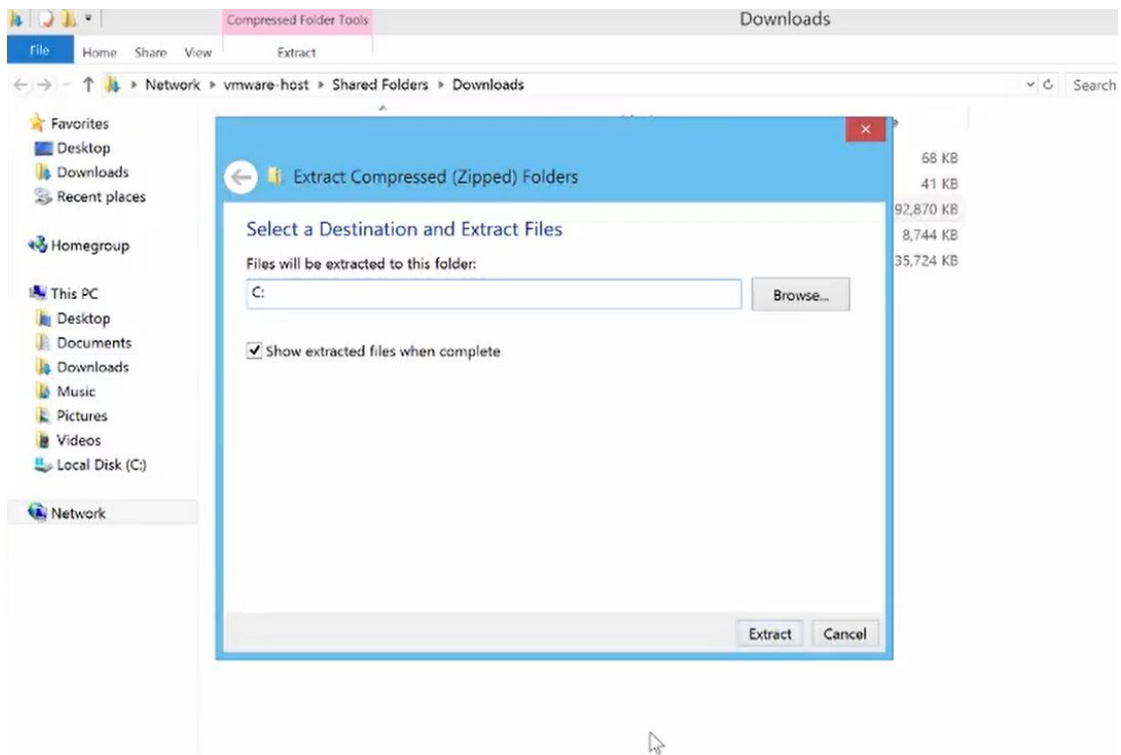 Compressed Folder Tools
Downloads
File Home Share View Extract
Network vmware-host Shared Folders Downloads
Search
Favorites
Desktop
Downloads
Recent places
Homegroup
This PC
Desktop
Documents
Downloads
Music
Pictures
Videos
Local Disk (C:)
Network
Extract Compressed (Zipped) Folders
Select a Destination and Extract Files
Files will be extracted to this folder:
C:
Browse...
Show extracted files when complete
Extract Cancel
68 KB
41 KB
92,870 KB
8,744 KB
35,724 KB